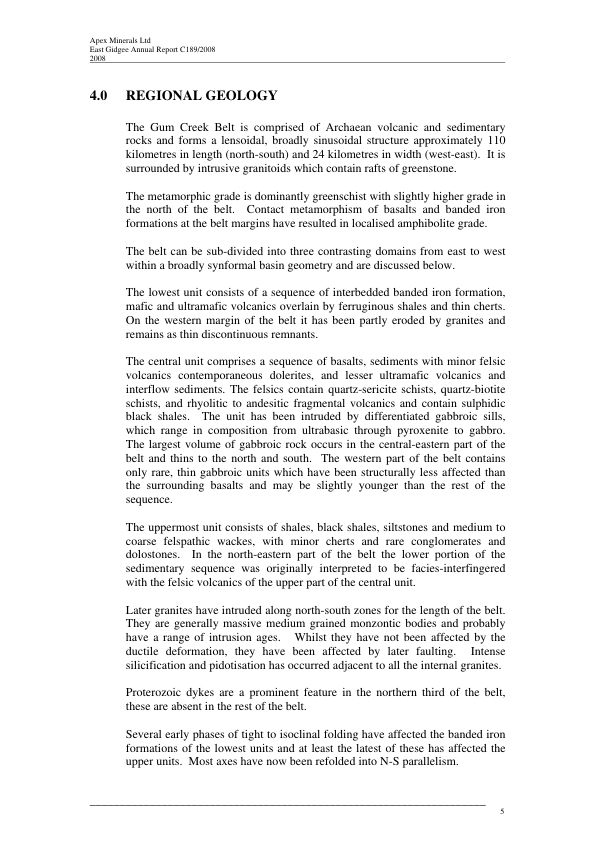 Apex Minerals Ltd
East Gidgee Annual Report C189/2008
2008
4.0 REGIONAL GEOLOGY
The Gum Creek Belt is comprised of Archaean volcanic and sedimentary
rocks and forms a lensoidal, broadly sinusoidal structure approximately 110
kilometres in length (north-south) and 24 kilometres in width (west-east). It is
surrounded by intrusive granitoids which contain rafts of greenstone.
The metamorphic grade is dominantly greenschist with slightly higher grade in
the north of the belt. Contact metamorphism of basalts and banded iron
formations at the belt margins have resulted in localised amphibolite grade.
The belt can be sub-divided into three contrasting domains from east to west
within a broadly synformal basin geometry and are discussed below.
The lowest unit consists of a sequence of interbedded banded iron formation,
mafic and ultramafic volcanics overlain by ferruginous shales and thin cherts.
On the western margin of the belt it has been partly eroded by granites and
remains as thin discontinuous remnants.
The central unit comprises a sequence of basalts, sediments with minor felsic
volcanics contemporaneous dolerites, and lesser ultramafic volcanics and
interflow sediments. The felsics contain quartz-sericite schists, quartz-biotite
schists, and rhyolitic to andesitic fragmental volcanics and contain sulphidic
black shales. The unit has been intruded by differentiated gabbroic sills,
which range in composition from ultrabasic through pyroxenite to gabbro.
The largest volume of gabbroic rock occurs in the central-eastern part of the
belt and thins to the north and south. The western part of the belt contains
only rare, thin gabbroic units which have been structurally less affected than
the surrounding basalts and may be slightly younger than the rest of the
sequence.
The uppermost unit consists of shales, black shales, siltstones and medium to
coarse felspathic wackes, with minor cherts and rare conglomerates and
dolostones. In the north-eastern part of the belt the lower portion of the
sedimentary sequence was originally interpreted to be facies-interfingered
with the felsic volcanics of the upper part of the central unit.
Later granites have intruded along north-south zones for the length of the belt.
They are generally massive medium grained monzontic bodies and probably
have a range of intrusion ages. Whilst they have not been affected by the
ductile deformation, they have been affected by later faulting. Intense
silicification and pidotisation has occurred adjacent to all the internal granites.
Proterozoic dykes are a prominent feature in the northern third of the belt,
these are absent in the rest of the belt.
Several early phases of tight to isoclinal folding have affected the banded iron
formations of the lowest units and at least the latest of these has affected the
upper units. Most axes have now been refolded into N-S parallelism.
5